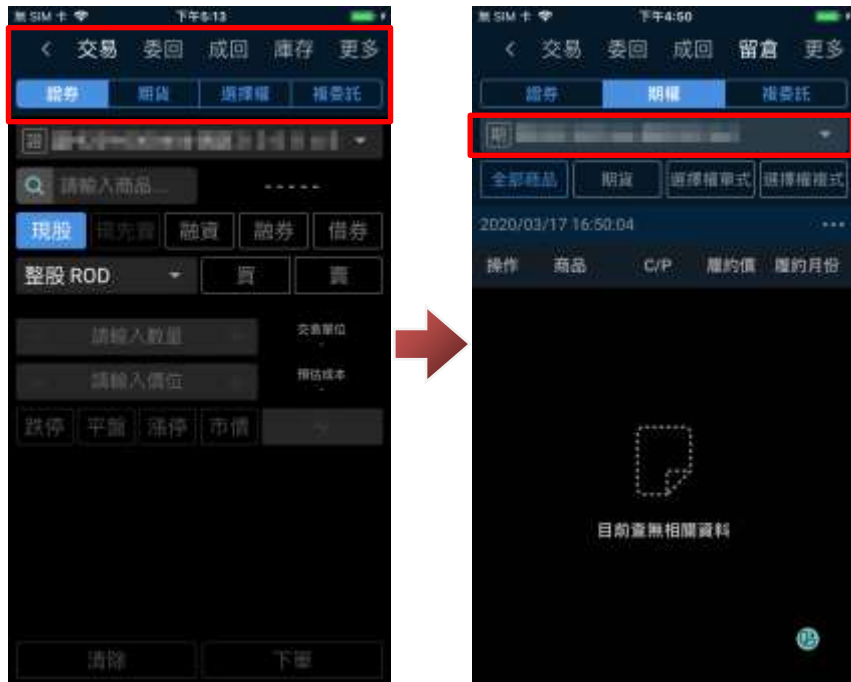 無 SIM 卡 下午6:13
交易 委回 成回 庫存 更多
證券 期貨 選擇權 複委託
證
請輸入商品...
-----
現股 現先賣 融資 融券 借券
整股 ROD 買 賣
請輸入數量 交易單位
-
請輸入價位 預估成本
-
跌停 平盤 漲停 市價
清除 下單
無 SIM 卡 下午4:50
交易 委回 成回 留倉 更多
證券 期權 複委託
期
全部商品 期貨 選擇權單式 選擇權複式
2020/03/17 16:50:04
操作 商品 C/P 履約價 履約月份
目前查無相關資料